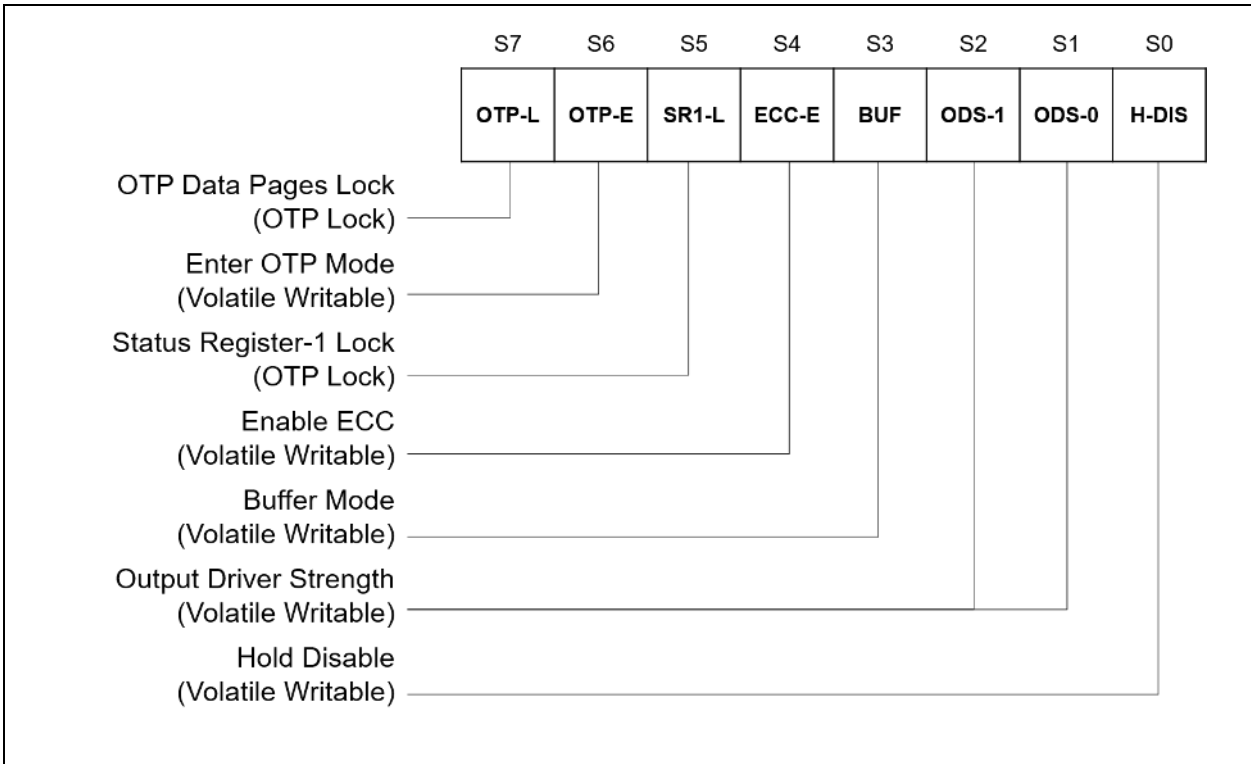 S7 S6 S5 S4 S3 S2 S1 S0
OTP-L OTP-E SR1-L ECC-E BUF ODS-1 ODS-0 H-DIS
OTP Data Pages Lock
(OTP Lock)
Enter OTP Mode
(Volatile Writable)
Status Register-1 Lock
(OTP Lock)
Enable ECC
(Volatile Writable)
Buffer Mode
(Volatile Writable)
Output Driver Strength
(Volatile Writable)
Hold Disable
(Volatile Writable)